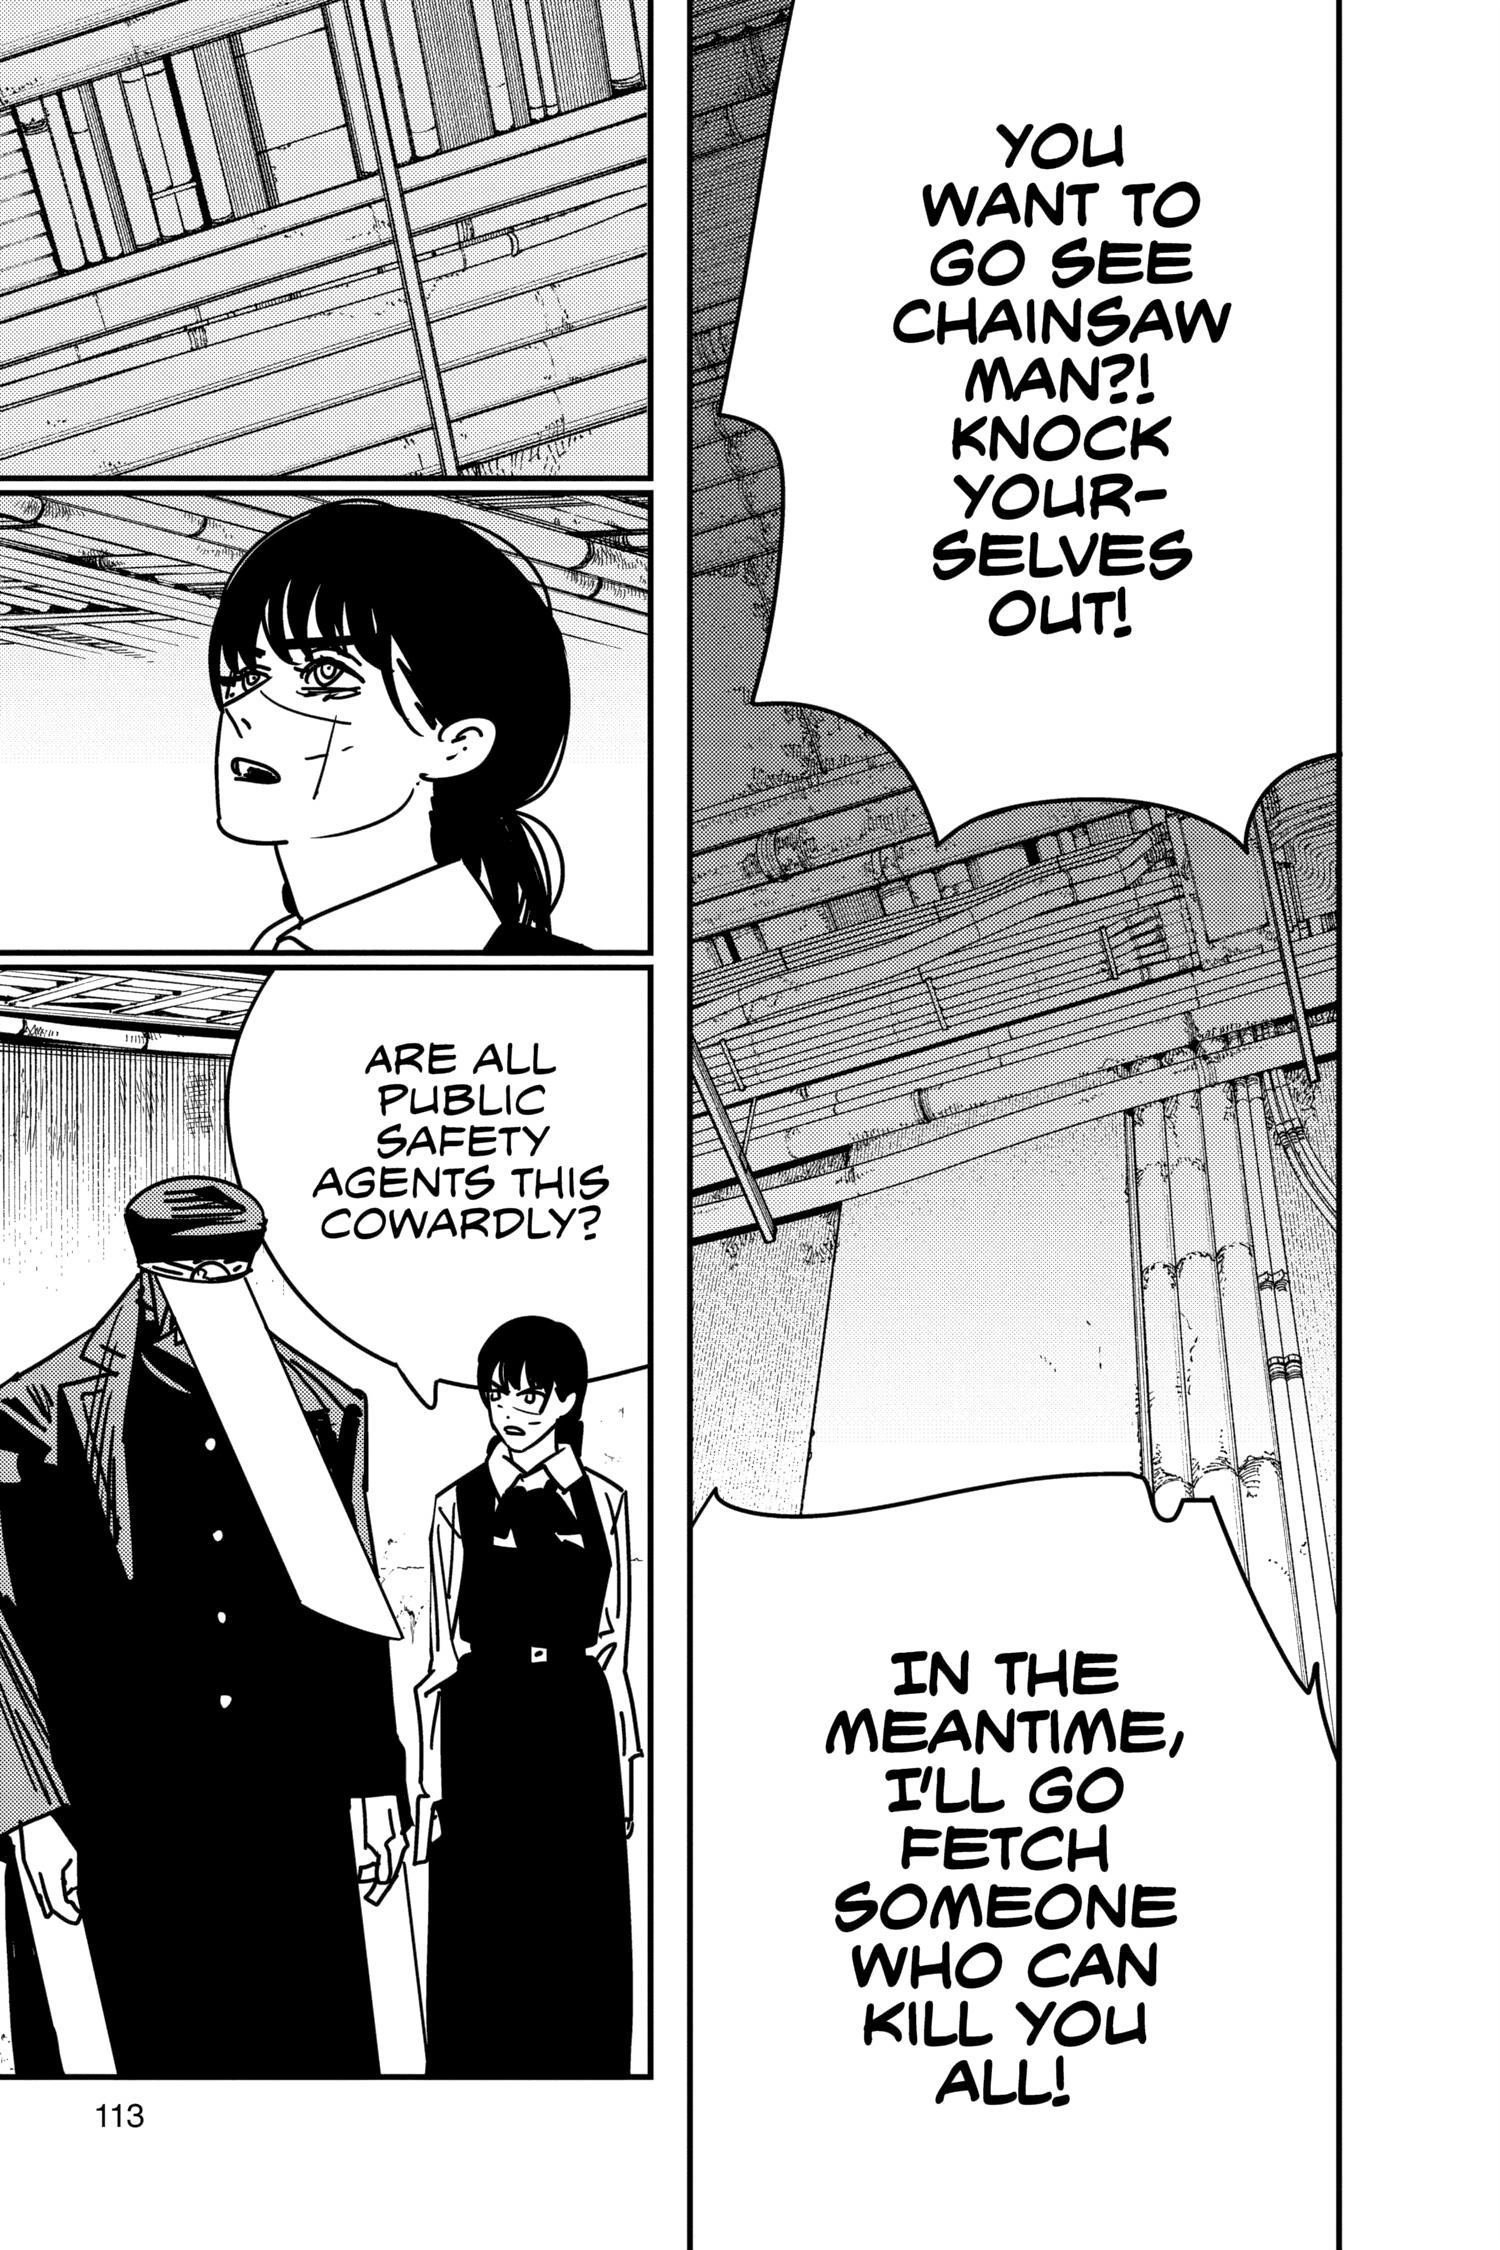 YOU
WANT TO
GO SEE
CHAINSAW
MAN?!
KNOCK
YOUR-
SELVES
OUT!
IN THE
MEANTIME,
I'LL GO
FETCH
SOMEONE
WHO CAN
KILL YOU
ALL!
ARE ALL
PUBLIC
SAFETY
AGENTS THIS
COWARDLY?
113